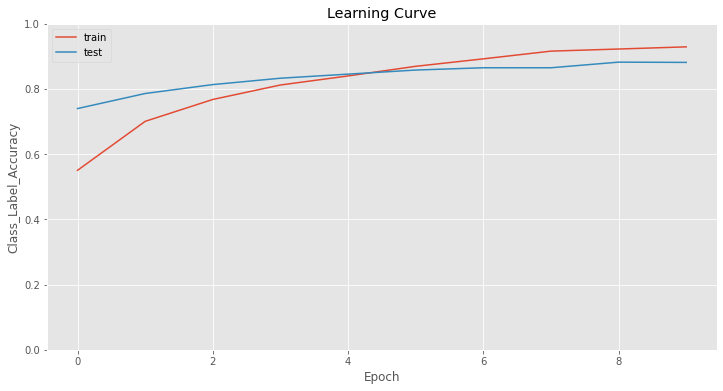 Learning Curve
train
test
Class_Label_Accuracy
1.0
0.8
0.6
0.4
0.2
0.0
0 2 4 6 8
Epoch